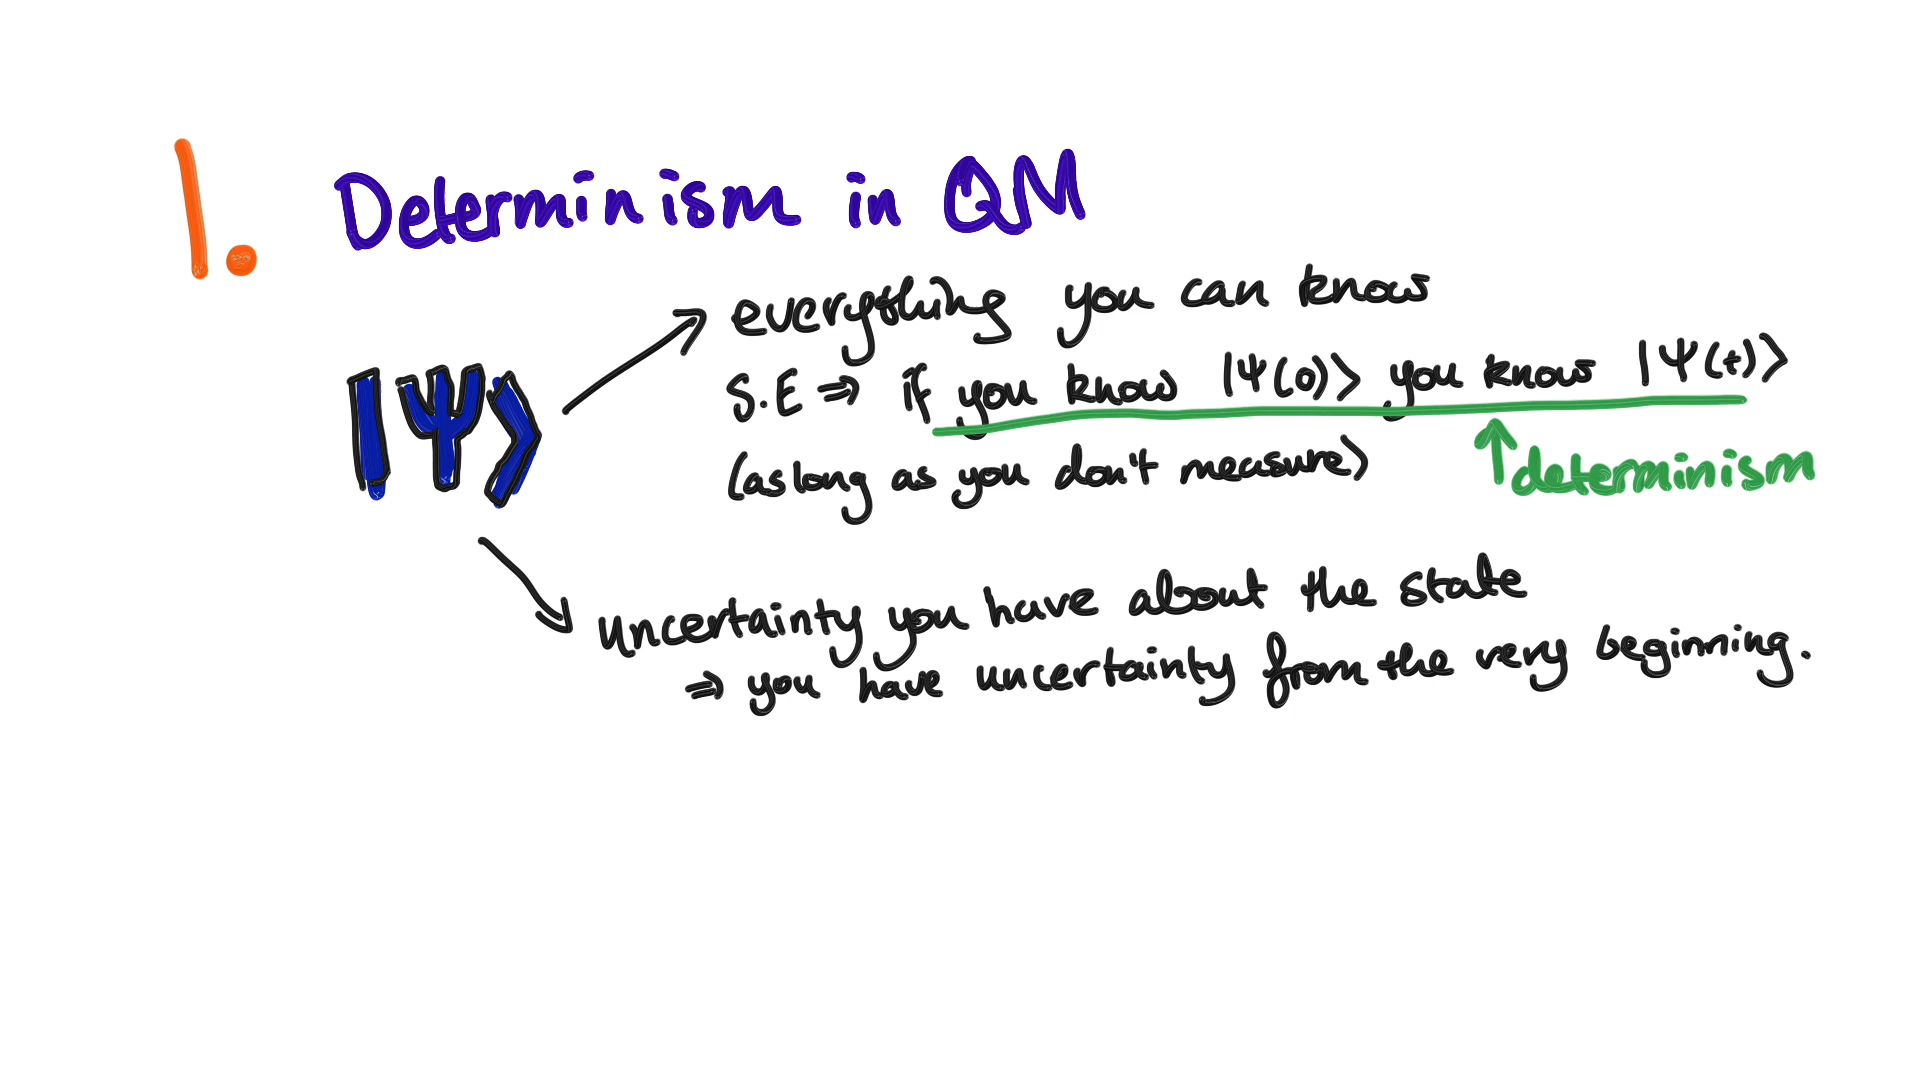 1. Determinism in QM
everything you can know
|Ψ⟩
S.E ⇒ if you know |Ψ(0)⟩ you know |Ψ(t)⟩
(as long as you don't measure)
↑ determinism
uncertainty you have about the state
⇒ you have uncertainty from the very beginning.